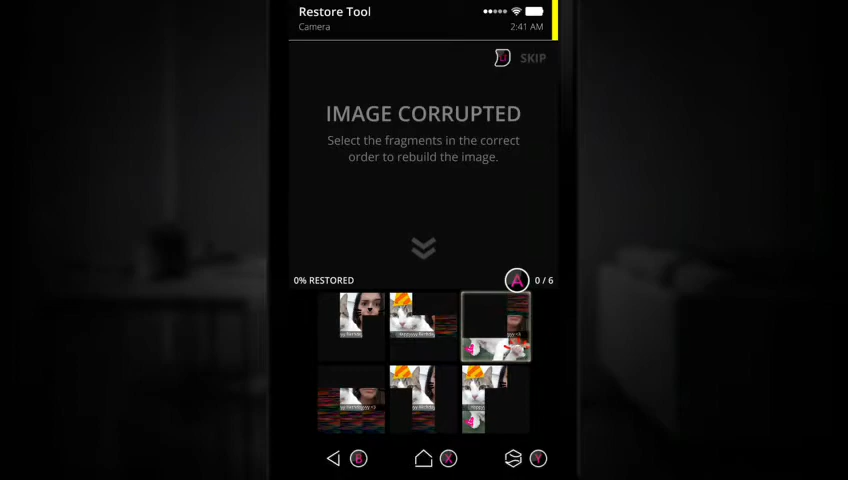 Restore Tool
Camera
2:41 AM
SKIP
IMAGE CORRUPTED
Select the fragments in the correct
order to rebuild the image.
0% RESTORED
A
0 / 6
B
X
Y